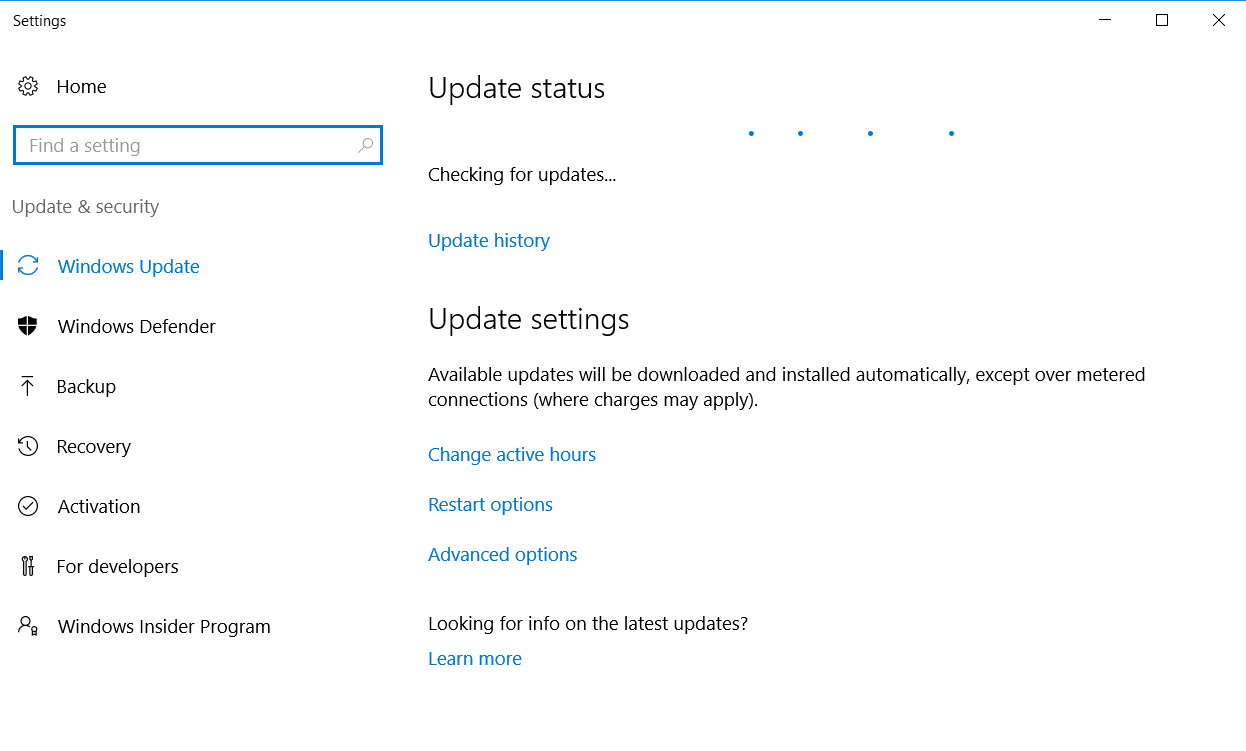 Settings
Home
Find a setting
Update & security
Windows Update
Windows Defender
Backup
Recovery
Activation
For developers
Windows Insider Program
Update status
Checking for updates...
Update history
Update settings
Available updates will be downloaded and installed automatically, except over metered
connections (where charges may apply).
Change active hours
Restart options
Advanced options
Looking for info on the latest updates?
Learn more